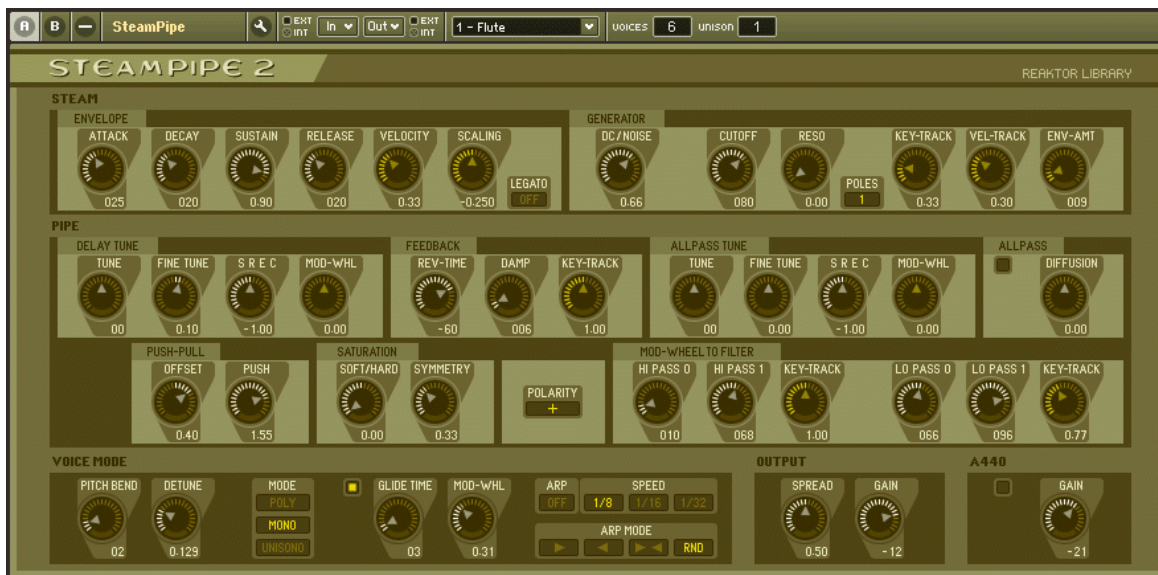 A B SteamPipe EXT INT In Out EXT INT 1 - Flute VOICES 6 UNISON 1
STEAMPIPE 2
REAKTOR LIBRARY
STEAM
ENVELOPE GENERATOR
ATTACK DECAY SUSTAIN RELEASE VELOCITY SCALING DC/NOISE CUTOFF RESO KEY-TRACK VEL-TRACK ENV-AMT
LEGATO POLES
OFF 1
025 020 0.90 020 0.33 -0.250 0.66 080 0.00 0.33 0.30 009
PIPE
DELAY TUNE FEEDBACK ALLPASS TUNE ALLPASS
TUNE FINE TUNE S R E C MOD-WHL REV-TIME DAMP KEY-TRACK TUNE FINE TUNE S R E C MOD-WHL DIFFUSION
00 0.10 -1.00 0.00 -60 006 1.00 00 0.00 -1.00 0.00 0.00
PUSH-PULL SATURATION MOD-WHEEL TO FILTER
OFFSET PUSH SOFT/HARD SYMMETRY HI PASS 0 HI PASS 1 KEY-TRACK LO PASS 0 LO PASS 1 KEY-TRACK
POLARITY
+
0.40 1.55 0.00 0.33 010 068 1.00 066 096 0.77
VOICE MODE OUTPUT A440
PITCH BEND DETUNE MODE GLIDE TIME MOD-WHL ARP SPEED SPREAD GAIN GAIN
POLY OFF 1/8 1/16 1/32
MONO
ARP MODE
UNISONO RND
02 0.129 03 0.31 0.50 -12 -21